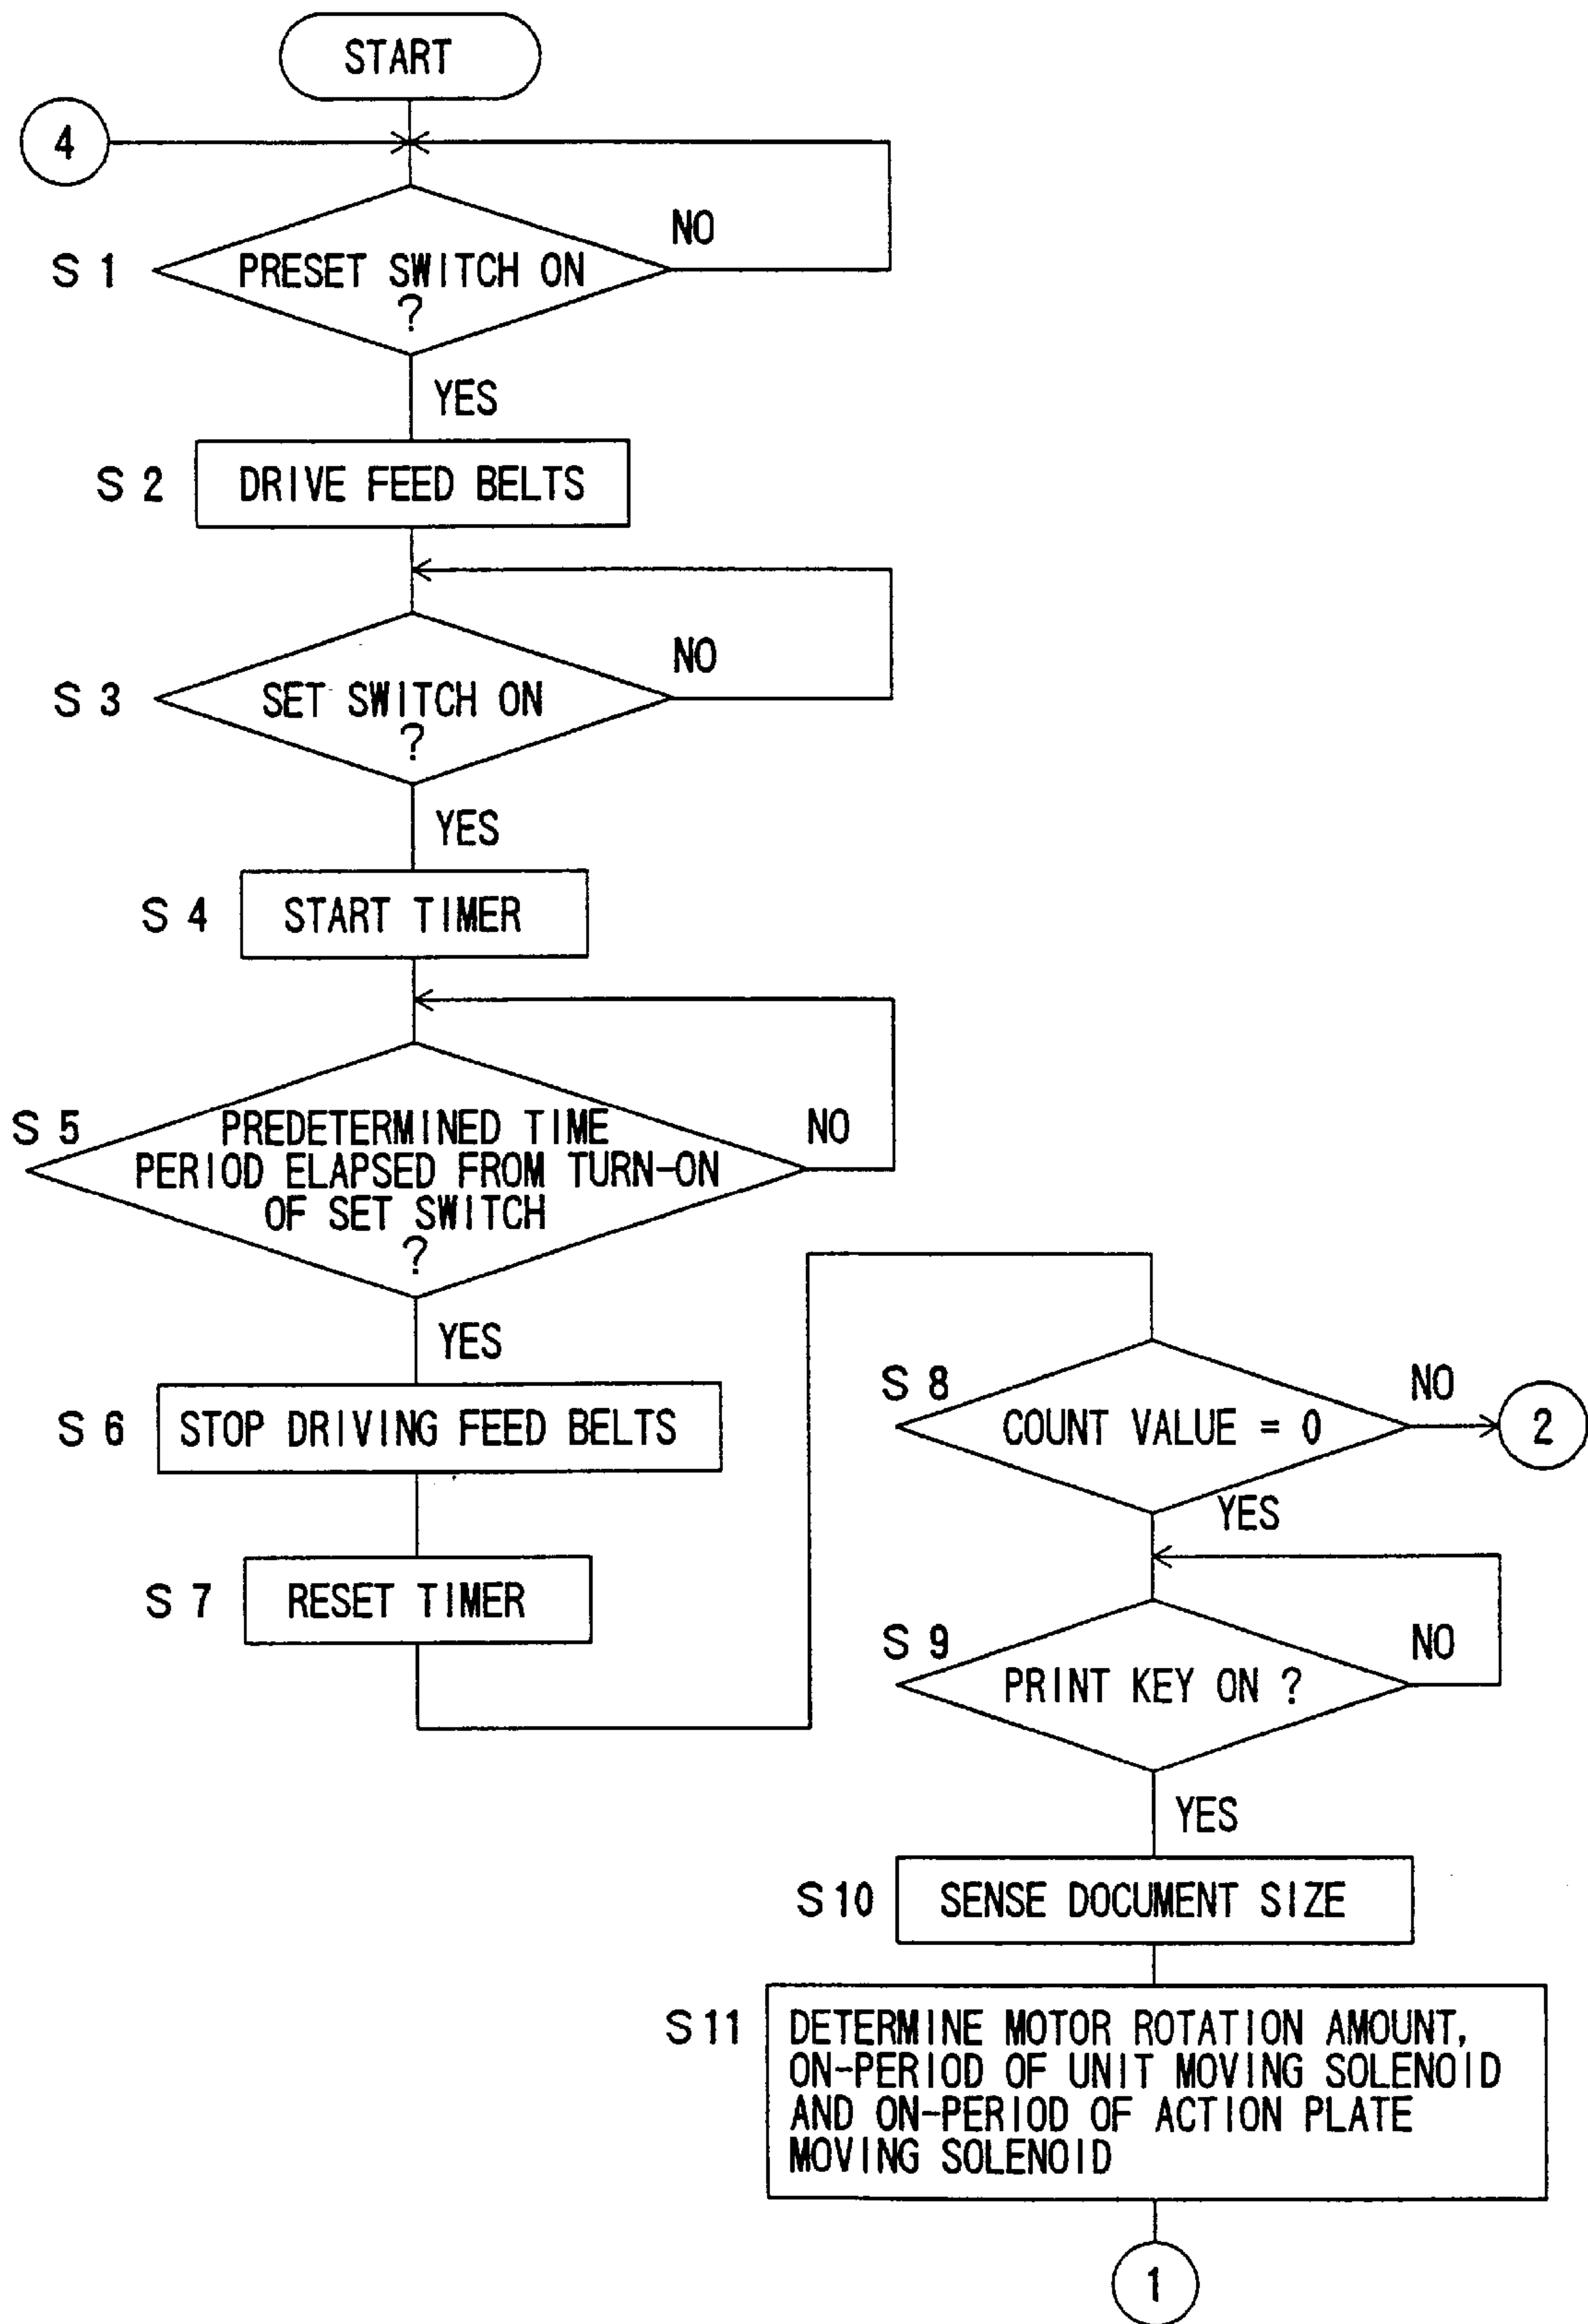 START
4
NO
S 1
PRESET SWITCH ON
?
YES
S 2
DRIVE FEED BELTS
NO
S 3
SET SWITCH ON
?
YES
S 4
START TIMER
S 5
PREDETERMINED TIME
PERIOD ELAPSED FROM TURN-ON
OF SET SWITCH
?
NO
YES
S 6
STOP DRIVING FEED BELTS
S 7
RESET TIMER
S 8
COUNT VALUE = 0
NO
2
YES
S 9
PRINT KEY ON ?
NO
YES
S 10
SENSE DOCUMENT SIZE
S 11
DETERMINE MOTOR ROTATION AMOUNT,
ON-PERIOD OF UNIT MOVING SOLENOID
AND ON-PERIOD OF ACTION PLATE
MOVING SOLENOID
1